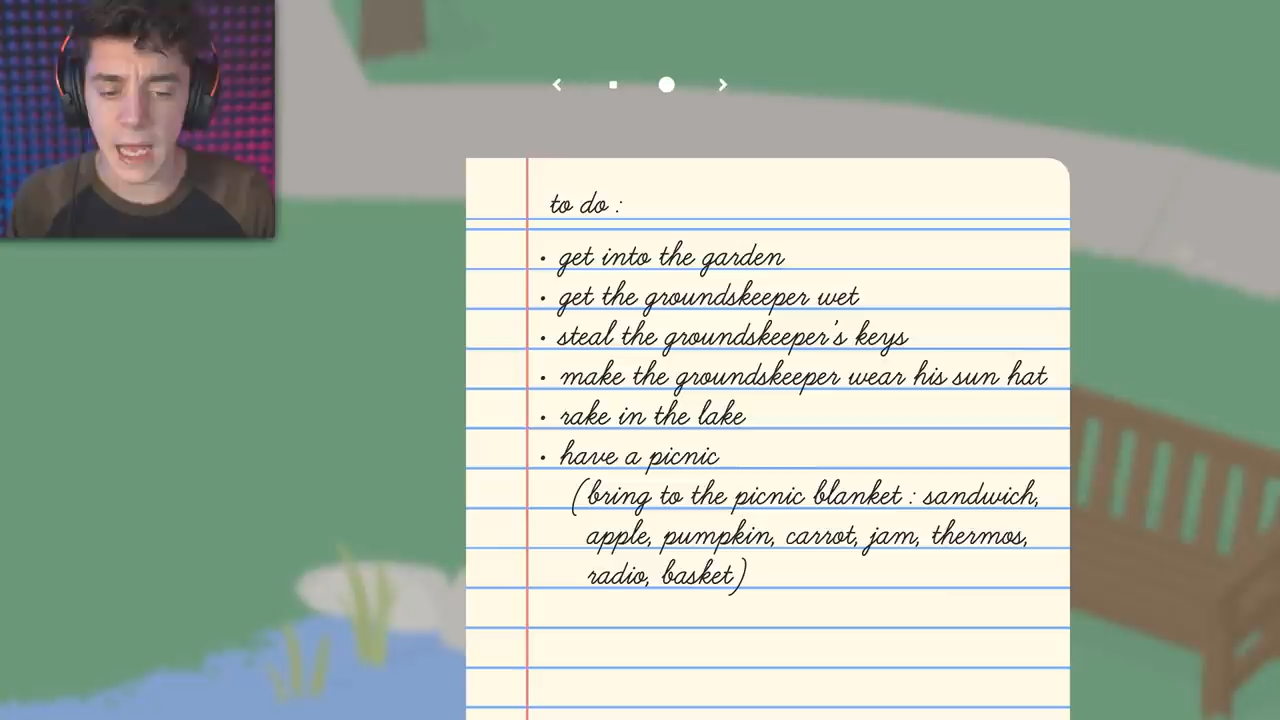 to do :
• get into the garden
• get the groundskeeper wet
• steal the groundskeeper's keys
• make the groundskeeper wear his sun hat
• rake in the lake
• have a picnic
(bring to the picnic blanket : sandwich,
apple, pumpkin, carrot, jam, thermos,
radio, basket)